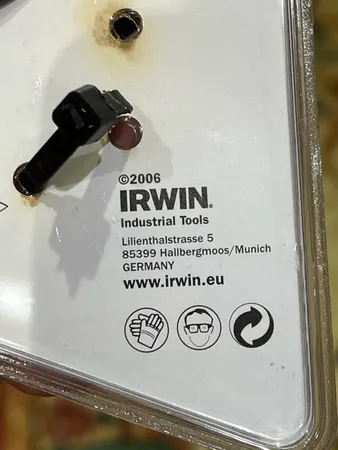 ©2006
IRWIN.
Industrial Tools
Lilienthalstrasse 5
85399 Hallbergmoos/Munich
GERMANY
www.irwin.eu